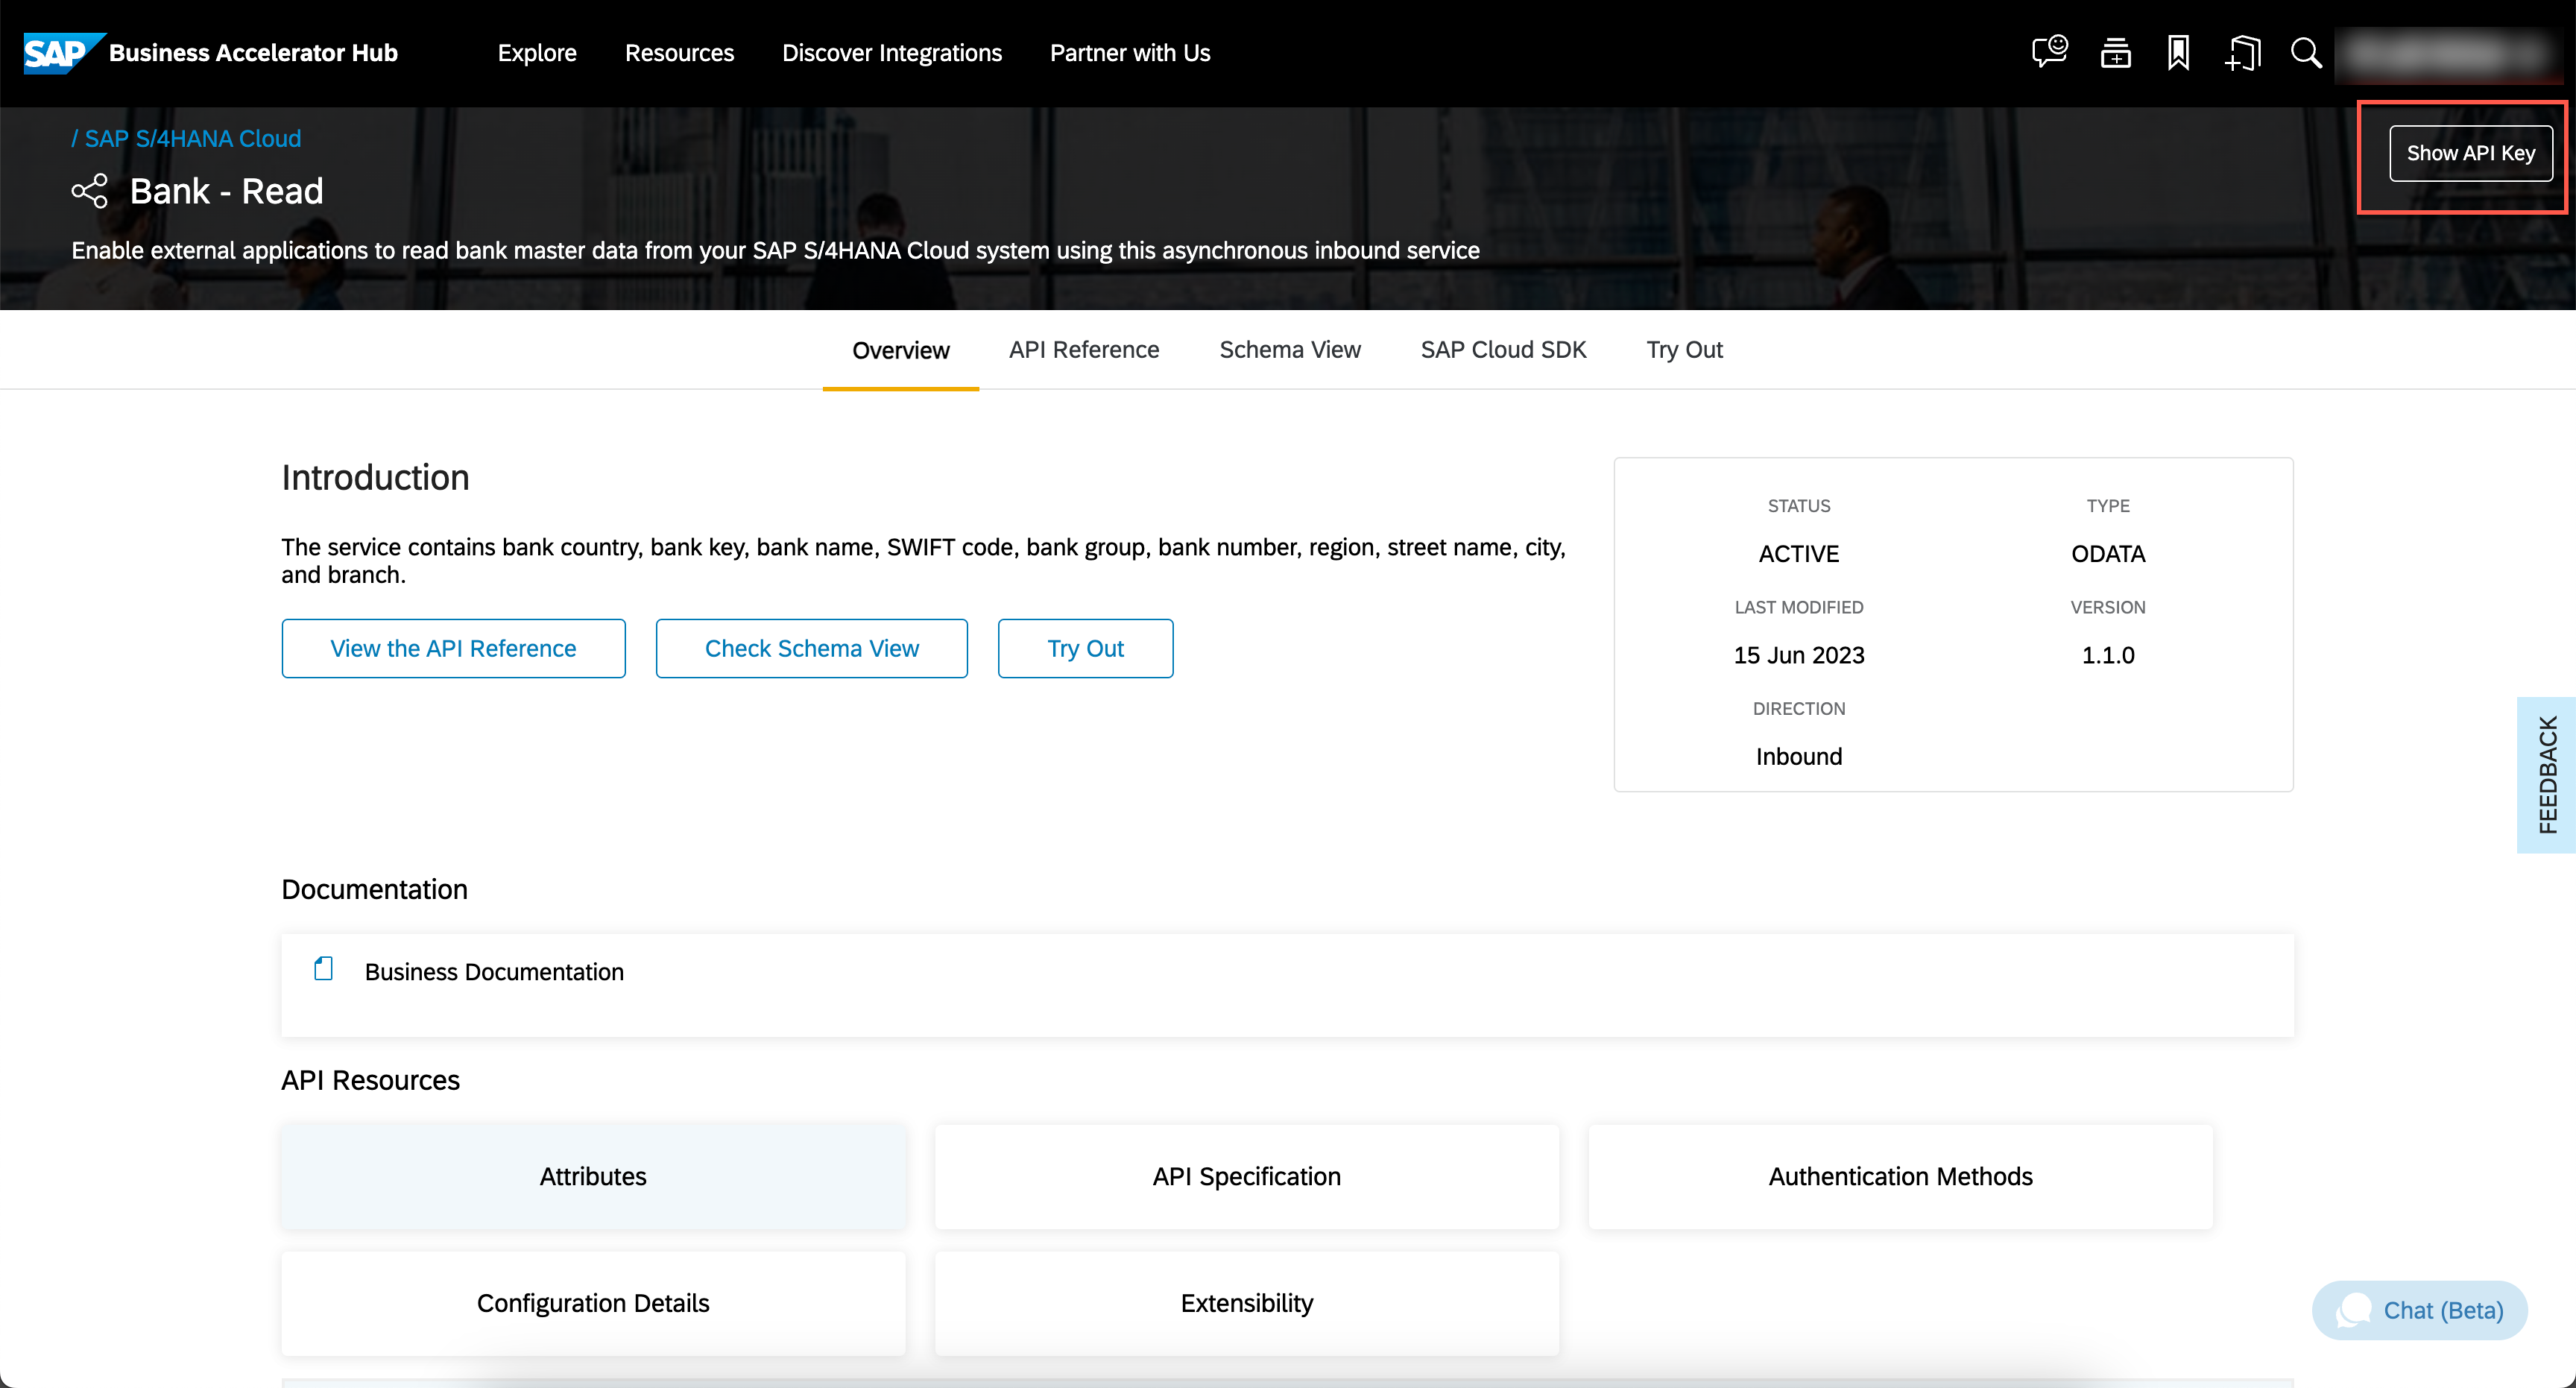 SAP Business Accelerator Hub
Explore
Resources
Discover Integrations
Partner with Us
/ SAP S/4HANA Cloud
Show API Key
Bank - Read
Enable external applications to read bank master data from your SAP S/4HANA Cloud system using this asynchronous inbound service
Overview
API Reference
Schema View
SAP Cloud SDK
Try Out
Introduction
The service contains bank country, bank key, bank name, SWIFT code, bank group, bank number, region, street name, city,
and branch.
View the API Reference
Check Schema View
Try Out
STATUS
ACTIVE
TYPE
ODATA
LAST MODIFIED
15 Jun 2023
VERSION
1.1.0
DIRECTION
Inbound
FEEDBACK
Documentation
Business Documentation
API Resources
Attributes
API Specification
Authentication Methods
Configuration Details
Extensibility
Chat (Beta)